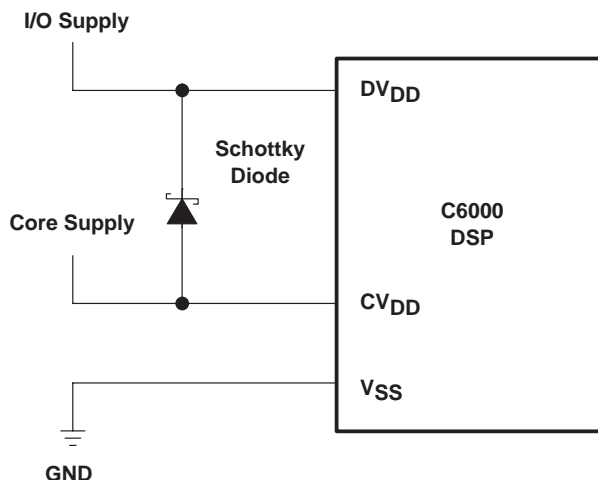 I/O Supply
DVDD
Schottky
Diode
C6000
DSP
Core Supply
CVDD
VSS
GND